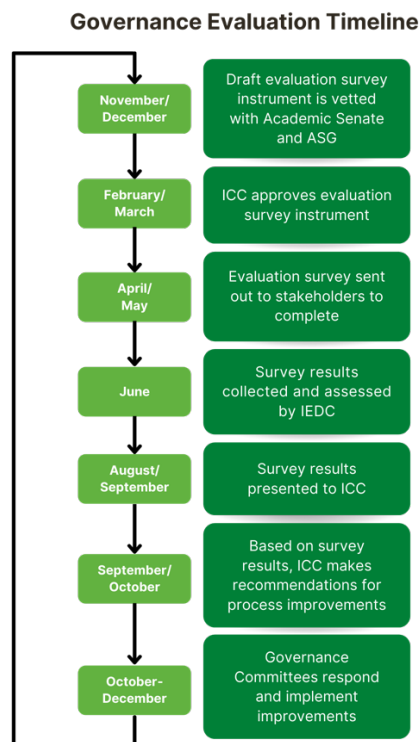 Governance Evaluation Timeline
November/
December
Draft evaluation survey
instrument is vetted
with Academic Senate
and ASG
February/
March
ICC approves evaluation
survey instrument
April/
May
Evaluation survey sent
out to stakeholders to
complete
June
Survey results
collected and assessed
by IEDC
August/
September
Survey results
presented to ICC
September/
October
Based on survey
results, ICC makes
recommendations for
process improvements
October-
December
Governance
Committees respond
and implement
improvements